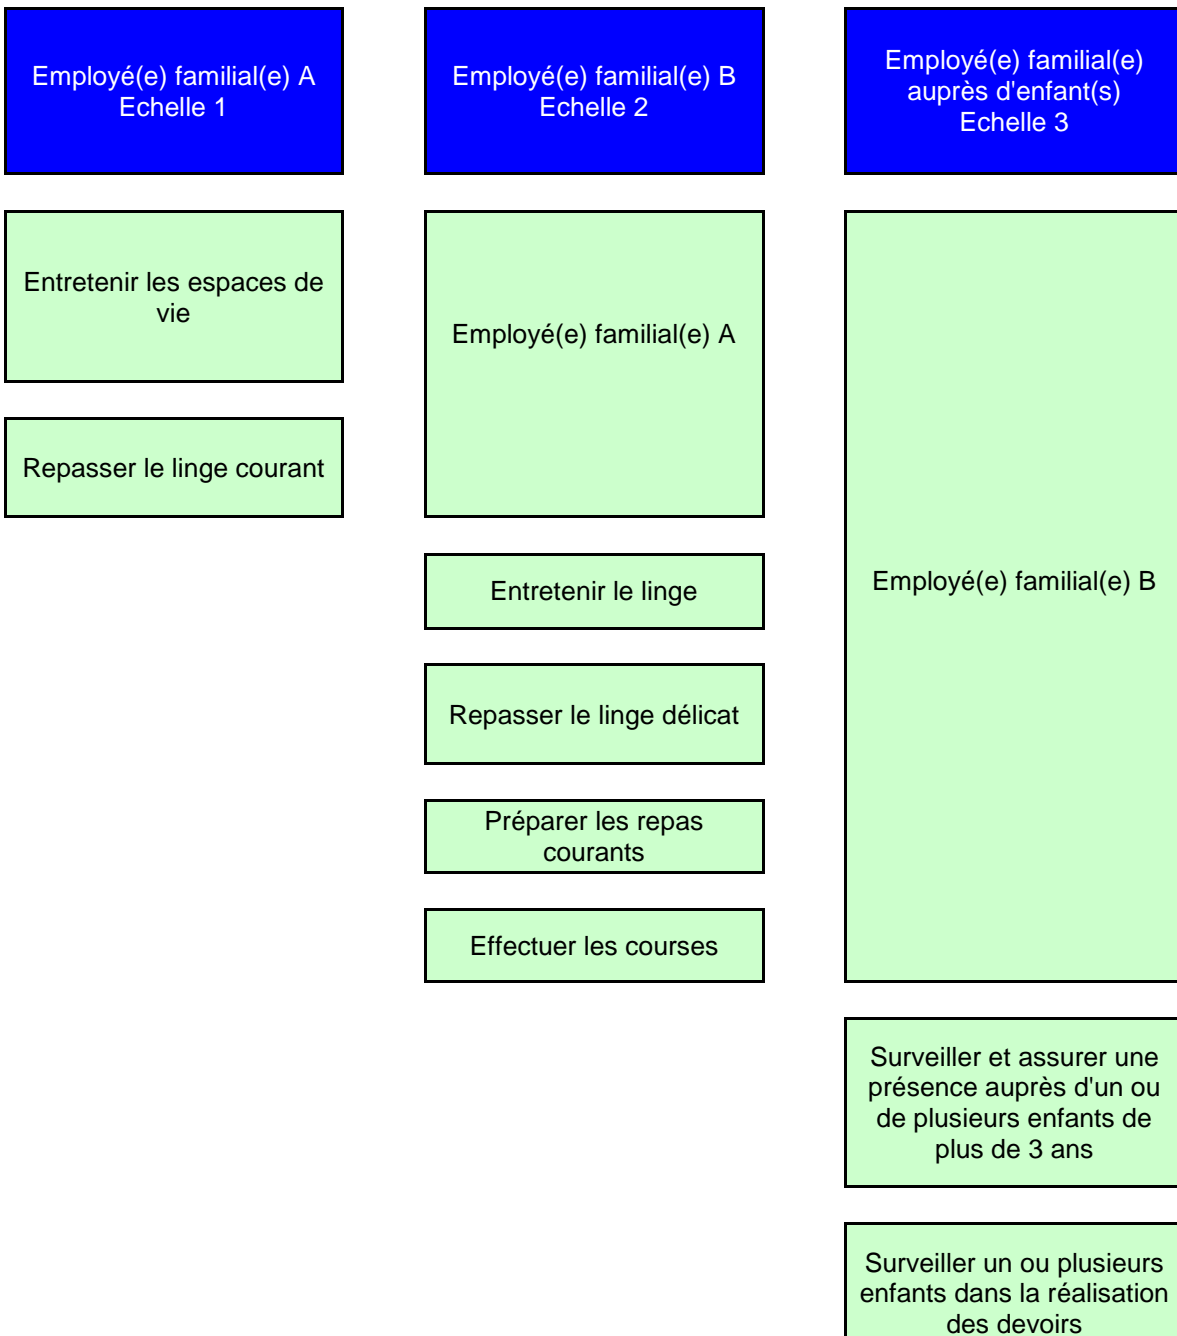 Employé(e) familial(e) A
Echelle 1
Employé(e) familial(e) B
Echelle 2
Employé(e) familial(e)
auprès d'enfant(s)
Echelle 3
Entretenir les espaces de
vie
Repasser le linge courant
Employé(e) familial(e) A
Entretenir le linge
Repasser le linge délicat
Préparer les repas
courants
Effectuer les courses
Employé(e) familial(e) B
Surveiller et assurer une
présence auprès d'un ou
de plusieurs enfants de
plus de 3 ans
Surveiller un ou plusieurs
enfants dans la réalisation
des devoirs